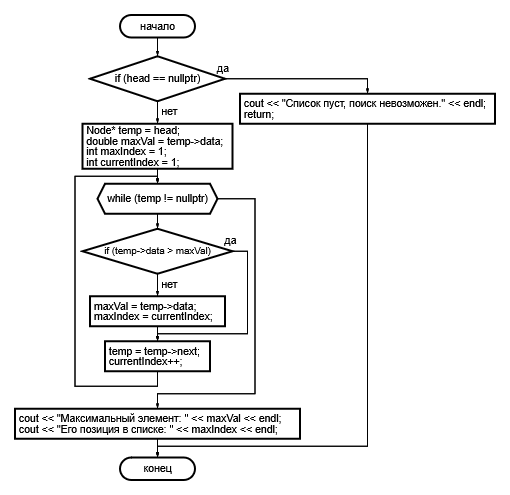 начало
if (head == nullptr)
да
нет
cout << "Список пуст, поиск невозможен." << endl;
return;
Node* temp = head;
double maxVal = temp->data;
int maxIndex = 1;
int currentIndex = 1;
while (temp != nullptr)
if (temp->data > maxVal)
да
нет
maxVal = temp->data;
maxIndex = currentIndex;
temp = temp->next;
currentIndex++;
cout << "Максимальный элемент: " << maxVal << endl;
cout << "Его позиция в списке: " << maxIndex << endl;
конец